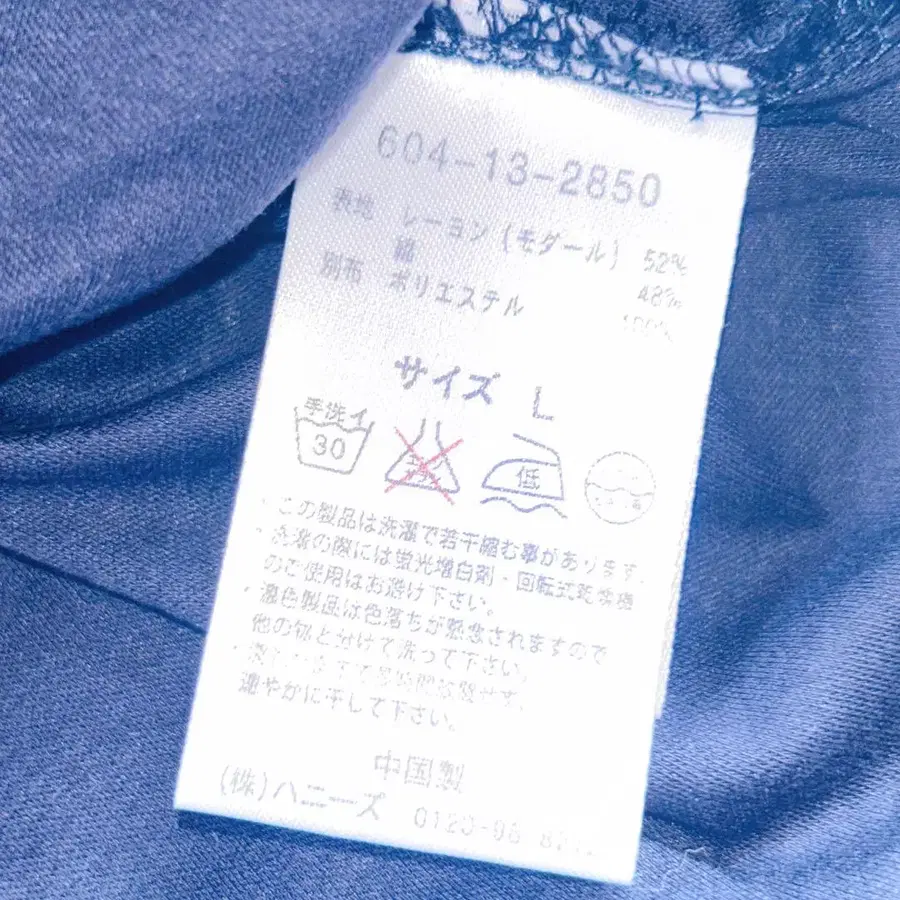 604-13-2850
表地 レーヨン(モダール) 52%
綿 48%
別布 ポリエステル 100%
サイズ L
手洗イ
30
低
・この製品は洗濯で若干縮む事があります。
・洗濯の際には蛍光増白剤・回転式乾燥機
のご使用はお避け下さい。
・濃色製品は色落ちが懸念されますので
他の物と分けて洗って下さい。
速やかに干して下さい。
中国製
(株)ハニーズ 0120-98